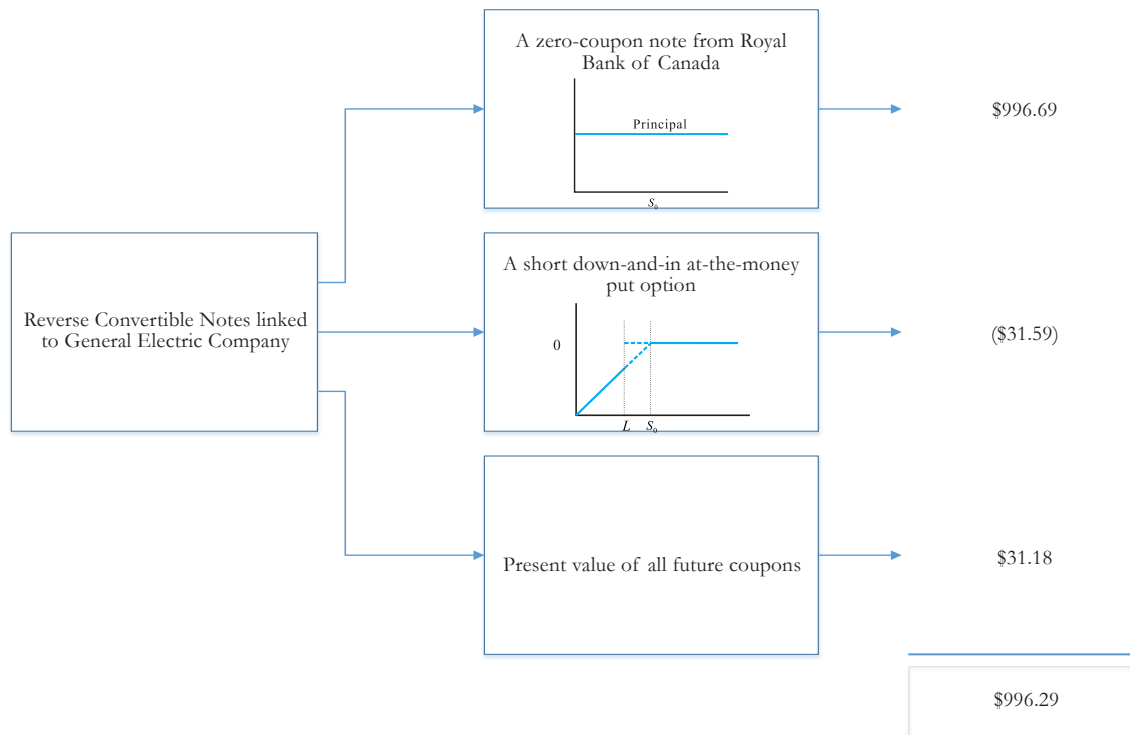 A zero-coupon note from Royal
Bank of Canada
Principal
S₀
$996.69
Reverse Convertible Notes linked
to General Electric Company
A short down-and-in at-the-money
put option
0
L S₀
($31.59)
Present value of all future coupons
$31.18
$996.29